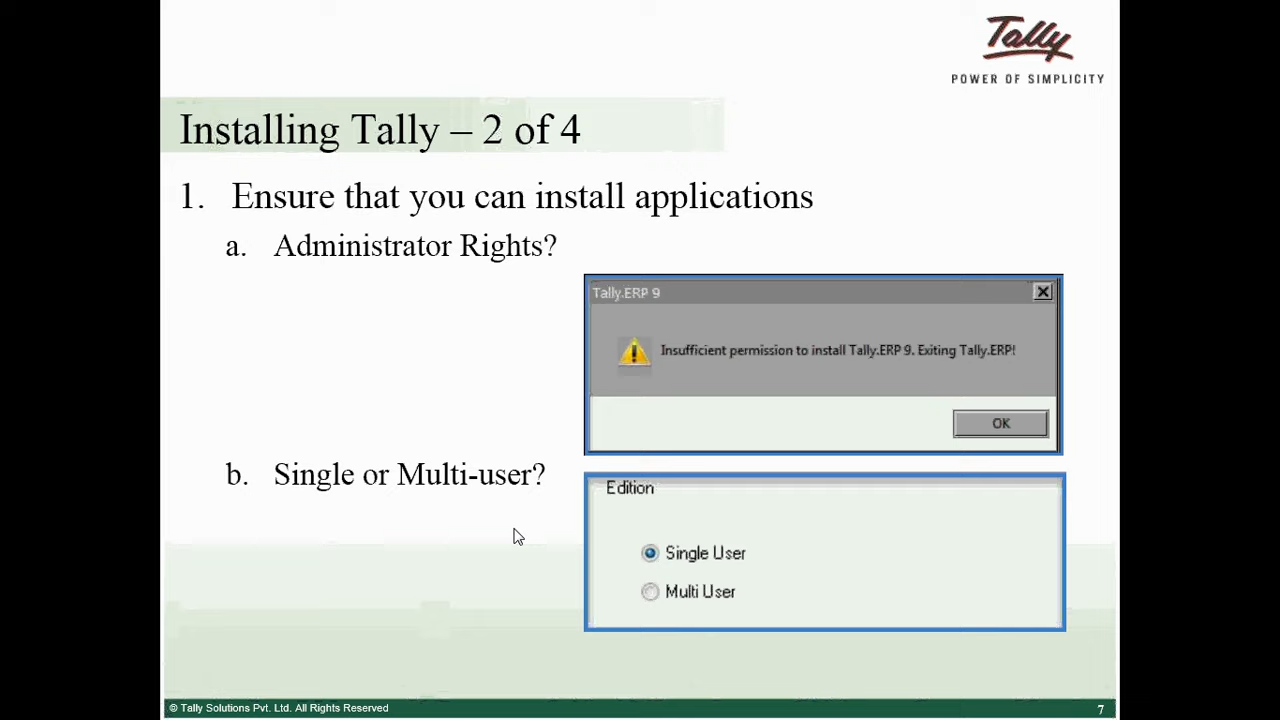 Tally
POWER OF SIMPLICITY
Installing Tally – 2 of 4
1. Ensure that you can install applications
a. Administrator Rights?
Tally.ERP 9
Insufficient permission to install Tally.ERP 9. Exiting Tally.ERP!
OK
b. Single or Multi-user?
Edition
Single User
Multi User
© Tally Solutions Pvt. Ltd. All Rights Reserved
7